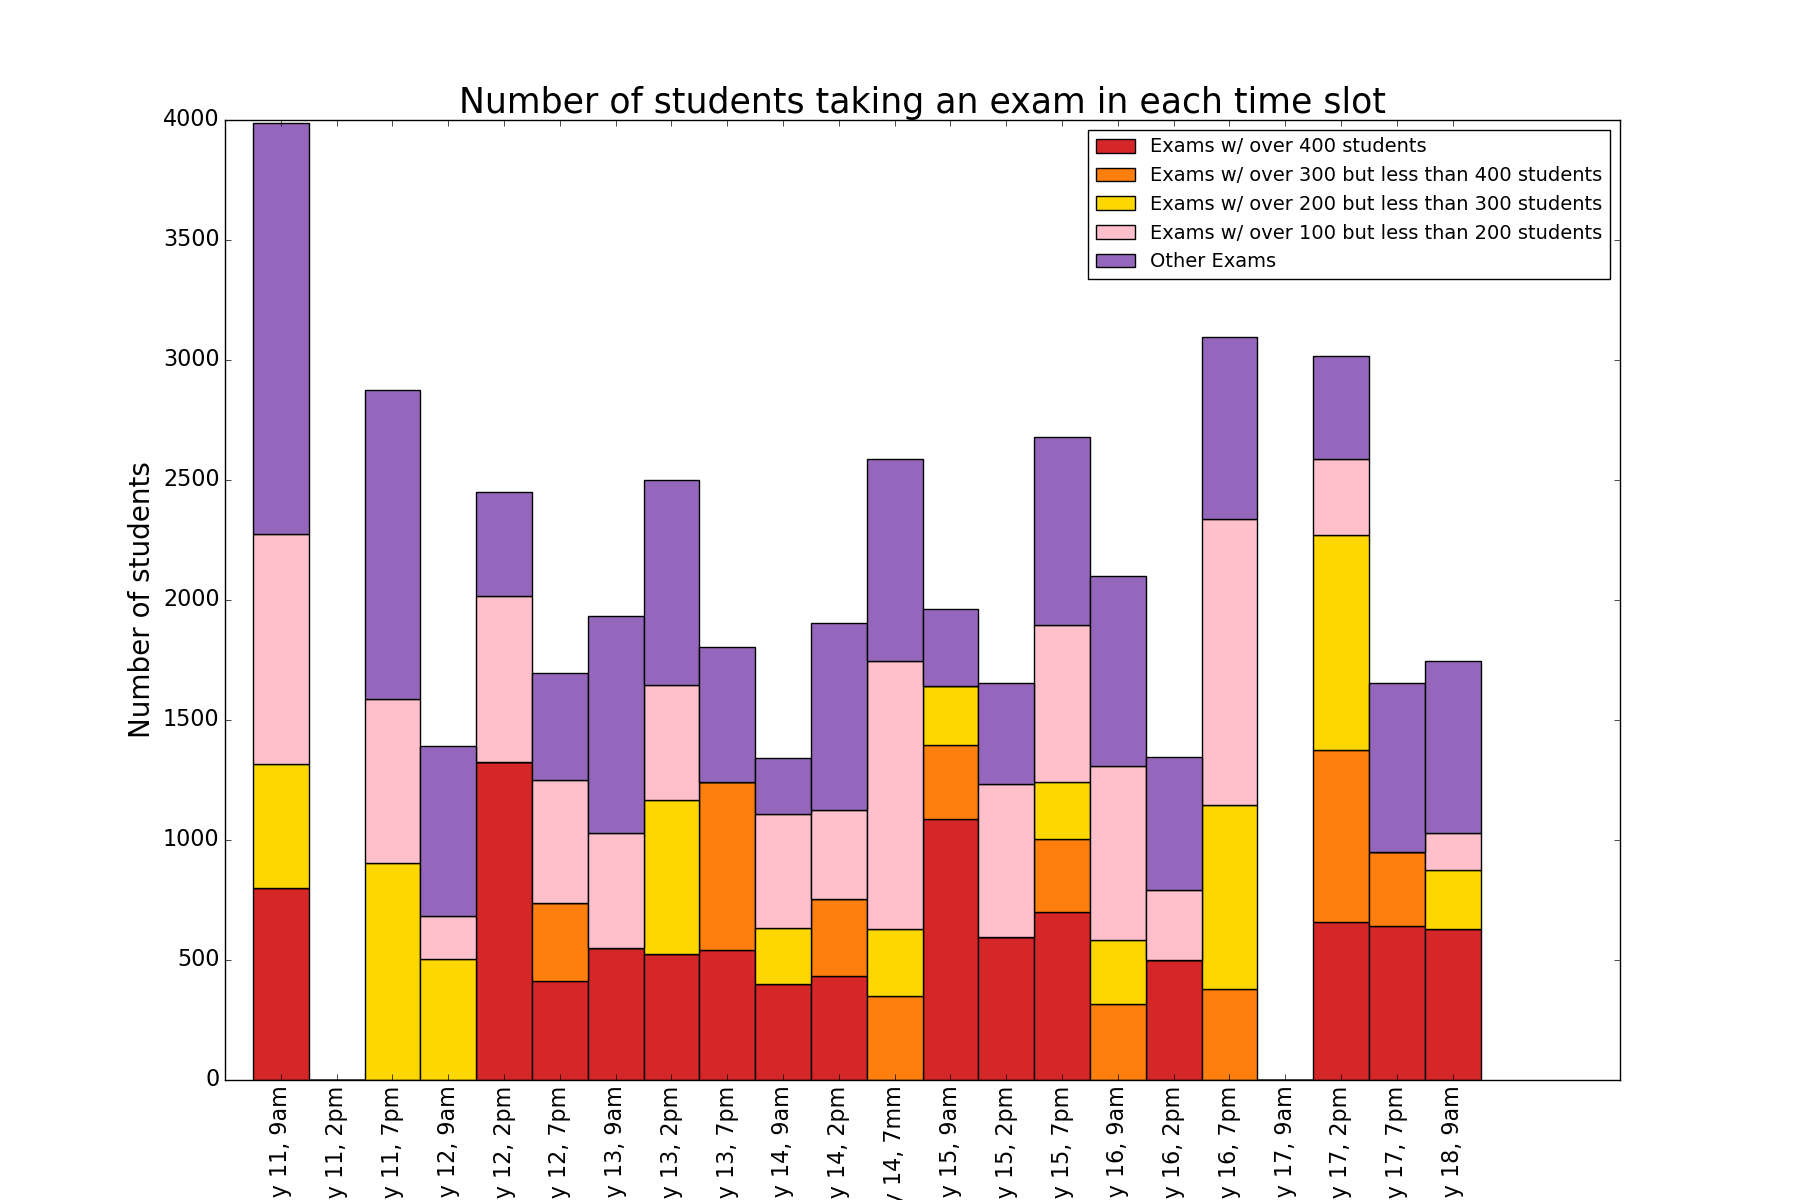 Number of students taking an exam in each time slot
4000
3500
3000
2500
2000
1500
1000
500
0
Number of students
Exams w/ over 400 students
Exams w/ over 300 but less than 400 students
Exams w/ over 200 but less than 300 students
Exams w/ over 100 but less than 200 students
Other Exams
y 11, 9am
y 11, 2pm
y 11, 7pm
y 12, 9am
y 12, 2pm
y 12, 7pm
y 13, 9am
y 13, 2pm
y 13, 7pm
y 14, 9am
y 14, 2pm
y 14, 7mm
y 15, 9am
y 15, 2pm
y 15, 7pm
y 16, 9am
y 16, 2pm
y 16, 7pm
y 17, 9am
y 17, 2pm
y 17, 7pm
y 18, 9am